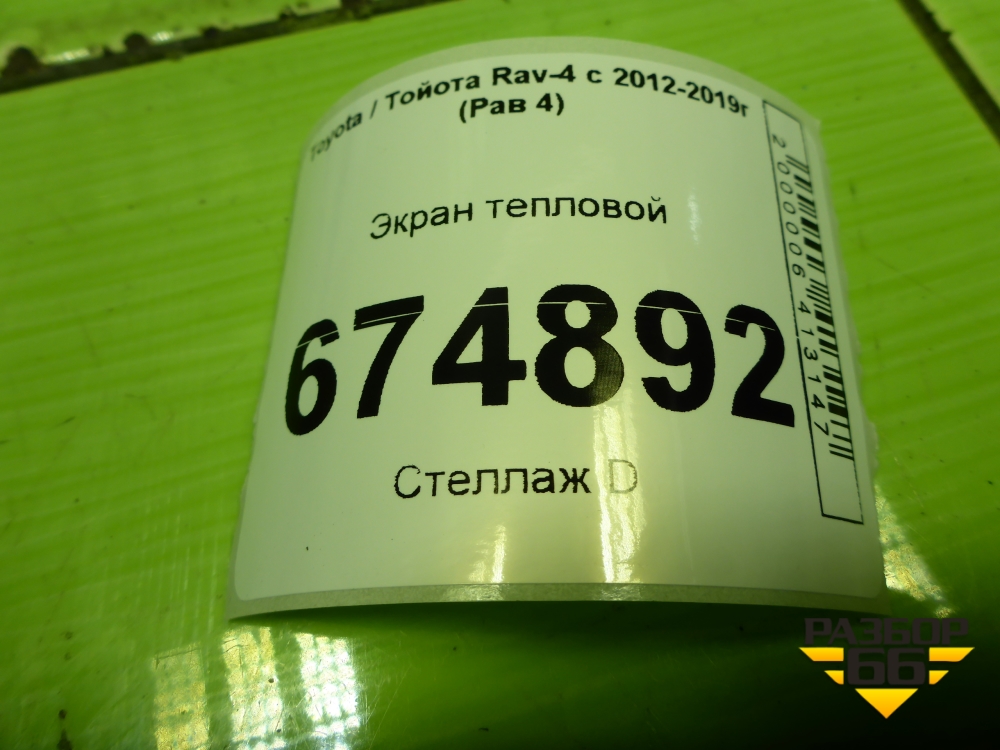 Toyota / Тойота Rav-4 с 2012-2019г
(Рав 4)
Экран тепловой
674892
Стеллаж D
2000006413147
РАЗБОР
66